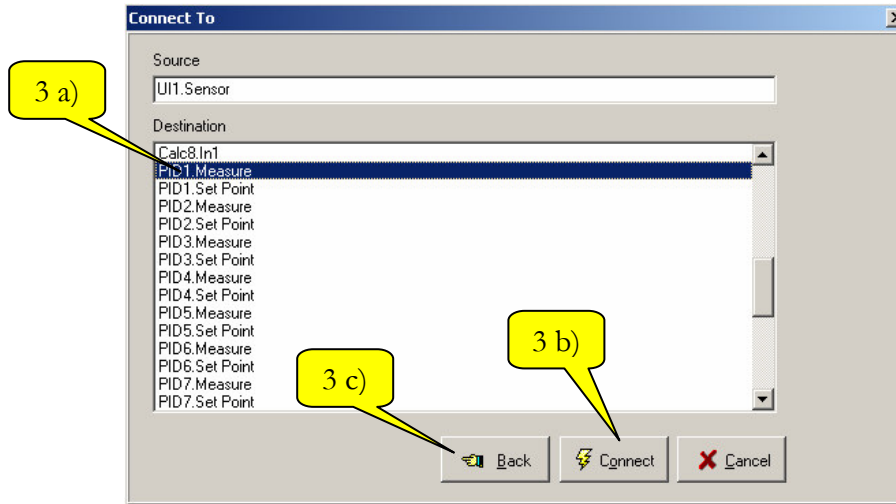 Connect To
Source
3 a)
UI1.Sensor
Destination
Calc8.In1
PID1.Measure
PID1.Set Point
PID2.Measure
PID2.Set Point
PID3.Measure
PID3.Set Point
PID4.Measure
PID4.Set Point
PID5.Measure
PID5.Set Point
PID6.Measure
PID6.Set Point
PID7.Measure
PID7.Set Point
3 b)
3 c)
Back
Connect
Cancel